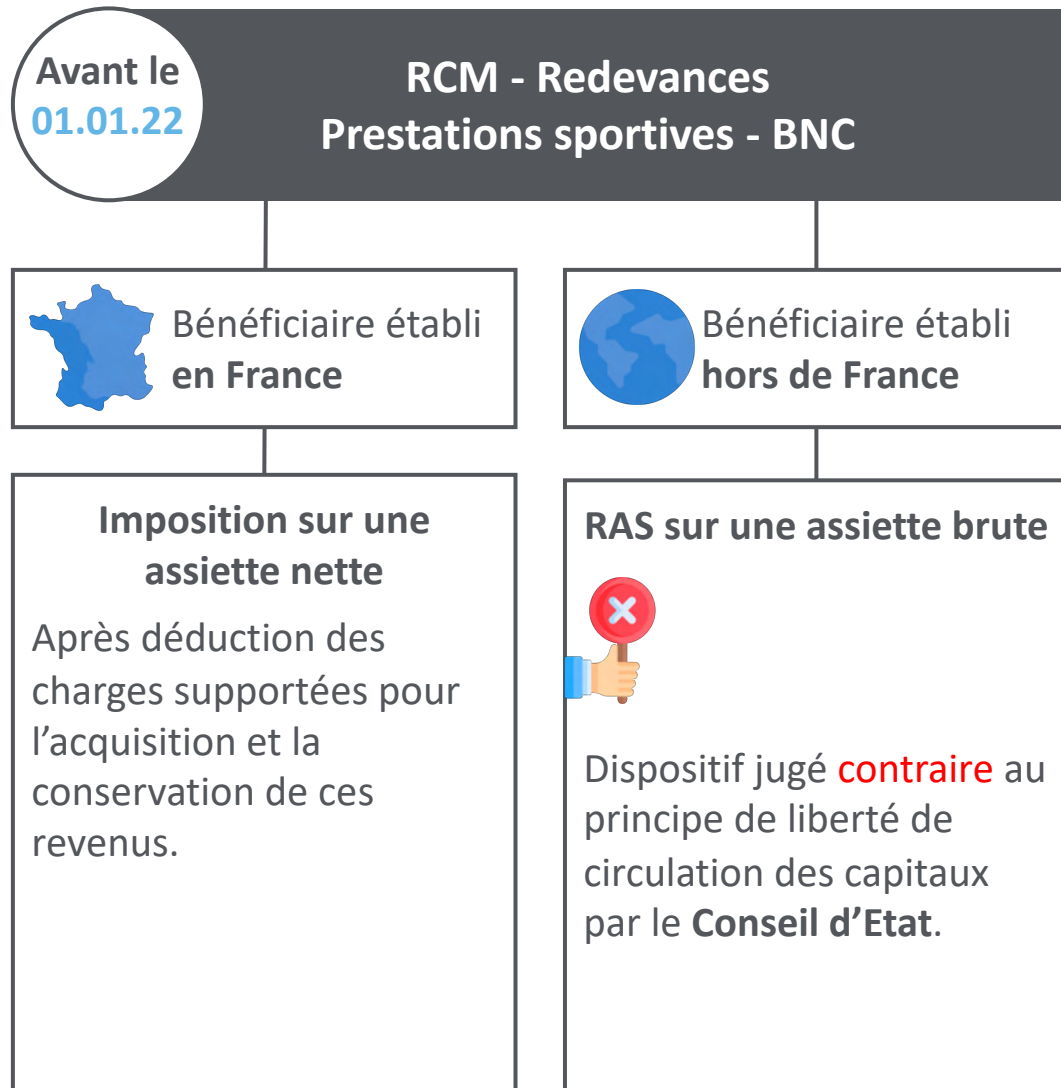 Avant le
01.01.22
RCM - Redevances
Prestations sportives - BNC
Bénéficiaire établi
en France
Bénéficiaire établi
hors de France
Imposition sur une
assiette nette
Après déduction des
charges supportées pour
l’acquisition et la
conservation de ces
revenus.
RAS sur une assiette brute
Dispositif jugé contraire au
principe de liberté de
circulation des capitaux
par le Conseil d’Etat.